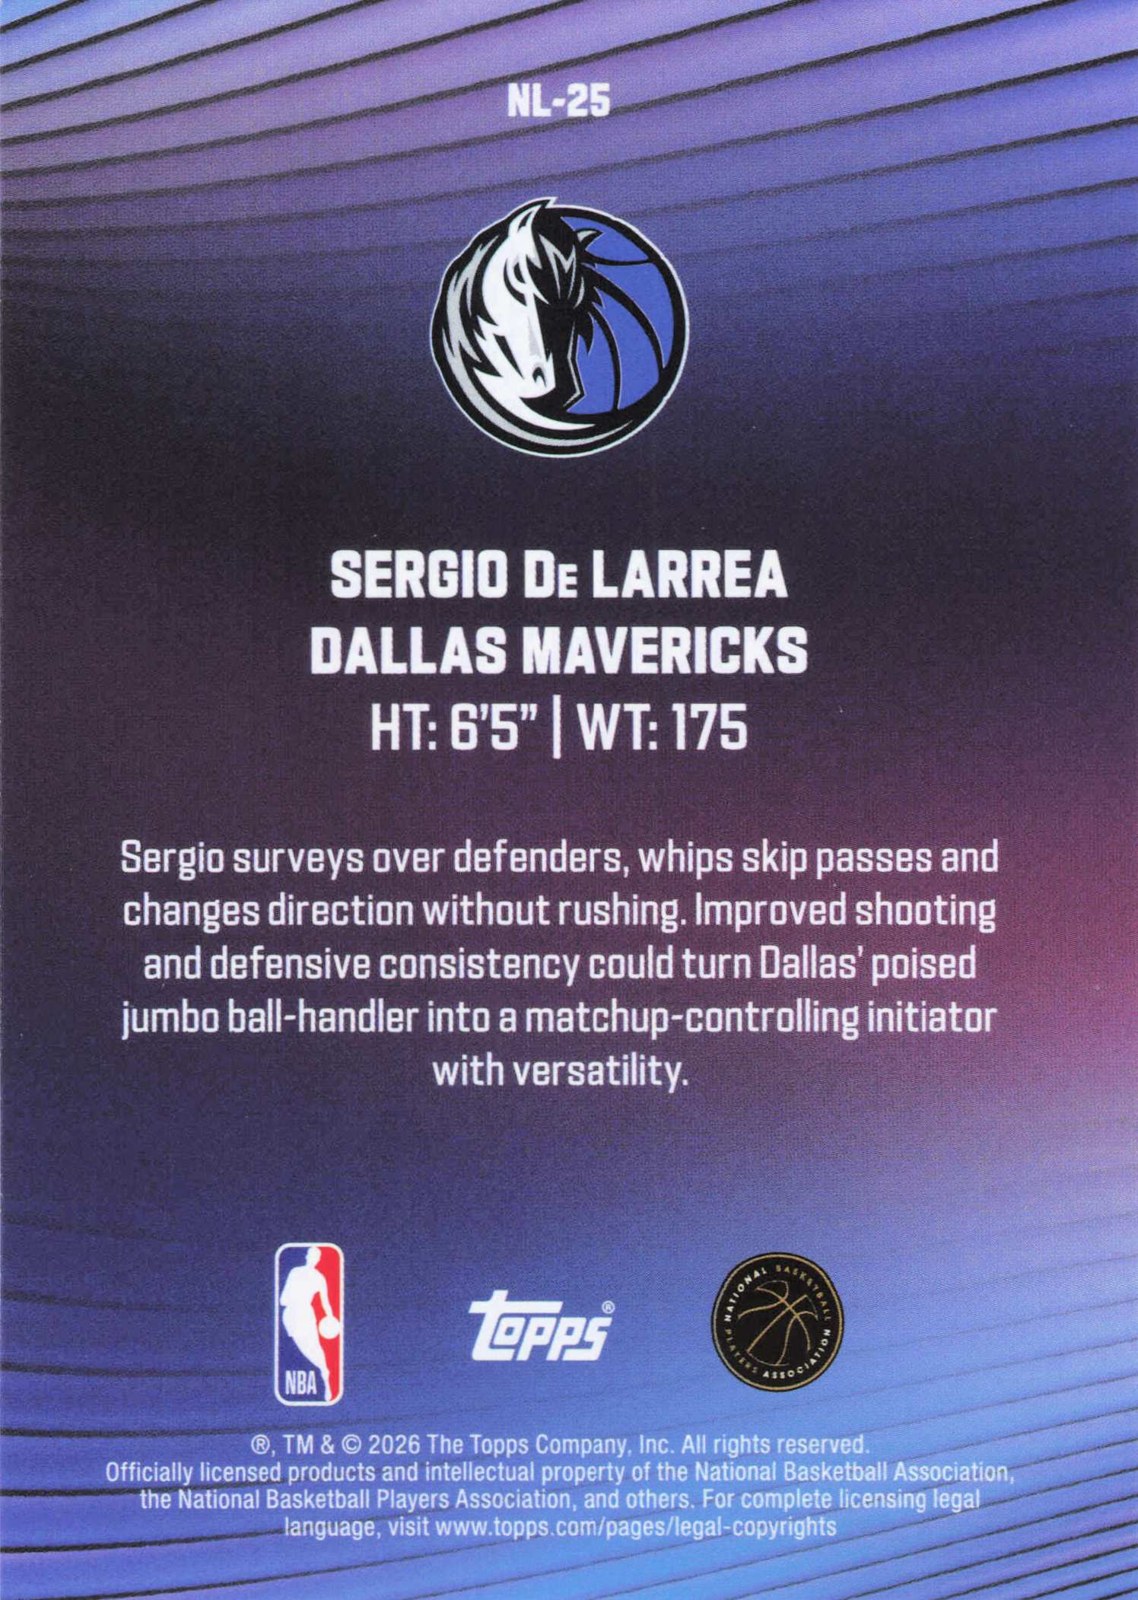 NL-25
SERGIO De LARREA
DALLAS MAVERICKS
HT: 6’5” | WT: 175
Sergio surveys over defenders, whips skip passes and
changes direction without rushing. Improved shooting
and defensive consistency could turn Dallas’ poised
jumbo ball-handler into a matchup-controlling initiator
with versatility.
NBA
topps®
NATIONAL BASKETBALL
PLAYERS ASSOCIATION
®, TM & © 2026 The Topps Company, Inc. All rights reserved.
Officially licensed products and intellectual property of the National Basketball Association,
the National Basketball Players Association, and others. For complete licensing legal
language, visit www.topps.com/pages/legal-copyrights